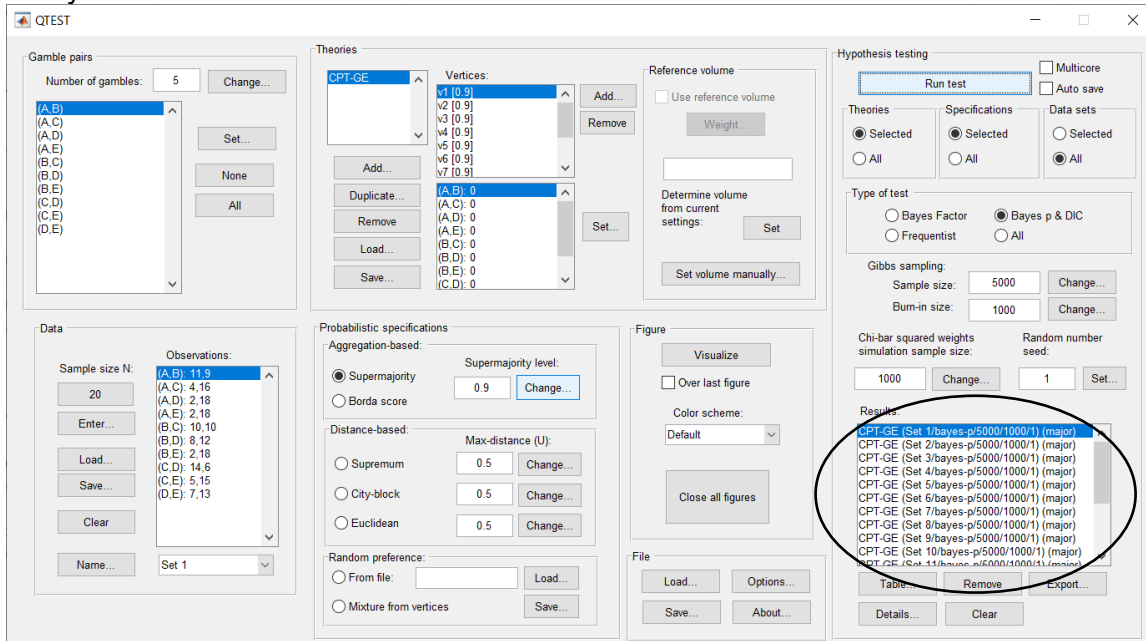 QTEST
Gamble pairs
Number of gambles: 5 Change...
(A,B)
(A,C)
(A,D)
(A,E)
(B,C)
(B,D)
(B,E)
(C,D)
(C,E)
(D,E)
Set...
None
All
Theories
CPT-GE
Add...
Duplicate...
Remove
Load...
Save...
Vertices:
v1 [0.9]
v2 [0.9]
v3 [0.9]
v4 [0.9]
v5 [0.9]
v6 [0.9]
v7 [0.9]
Add...
Remove
(A,B): 0
(A,C): 0
(A,D): 0
(A,E): 0
(B,C): 0
(B,D): 0
(B,E): 0
(C,D): 0
Set...
Reference volume
Use reference volume
Weight...
Determine volume
from current
settings:
Set
Set volume manually...
Hypothesis testing
Run test
Multicore
Auto save
Theories
Selected
All
Specifications
Selected
All
Data sets
Selected
All
Type of test
Bayes Factor
Bayes p & DIC
Frequentist
All
Gibbs sampling:
Sample size: 5000 Change...
Burn-in size: 1000 Change...
Chi-bar squared weights
simulation sample size:
1000 Change...
Random number
seed:
1 Set...
Results:
CPT-GE (Set 1/bayes-p/5000/1000/1) (major)
CPT-GE (Set 2/bayes-p/5000/1000/1) (major)
CPT-GE (Set 3/bayes-p/5000/1000/1) (major)
CPT-GE (Set 4/bayes-p/5000/1000/1) (major)
CPT-GE (Set 5/bayes-p/5000/1000/1) (major)
CPT-GE (Set 6/bayes-p/5000/1000/1) (major)
CPT-GE (Set 7/bayes-p/5000/1000/1) (major)
CPT-GE (Set 8/bayes-p/5000/1000/1) (major)
CPT-GE (Set 9/bayes-p/5000/1000/1) (major)
CPT-GE (Set 10/bayes-p/5000/1000/1) (major)
CPT-GE (Set 11/bayes-p/5000/1000/1) (major)
Table... Remove Export...
Details... Clear
Data
Sample size N:
20
Enter...
Load...
Save...
Clear
Name... Set 1
Observations:
(A,B): 11,9
(A,C): 4,16
(A,D): 2,18
(A,E): 2,18
(B,C): 10,10
(B,D): 8,12
(B,E): 2,18
(C,D): 14,6
(C,E): 5,15
(D,E): 7,13
Probabilistic specifications
Aggregation-based:
Supermajority
Borda score
Supermajority level:
0.9 Change...
Distance-based:
Max-distance (U):
Supremum 0.5 Change...
City-block 0.5 Change...
Euclidean 0.5 Change...
Random preference:
From file: Load...
Mixture from vertices Save...
Figure
Visualize
Over last figure
Color scheme:
Default
Close all figures
File
Load... Options...
Save... About...